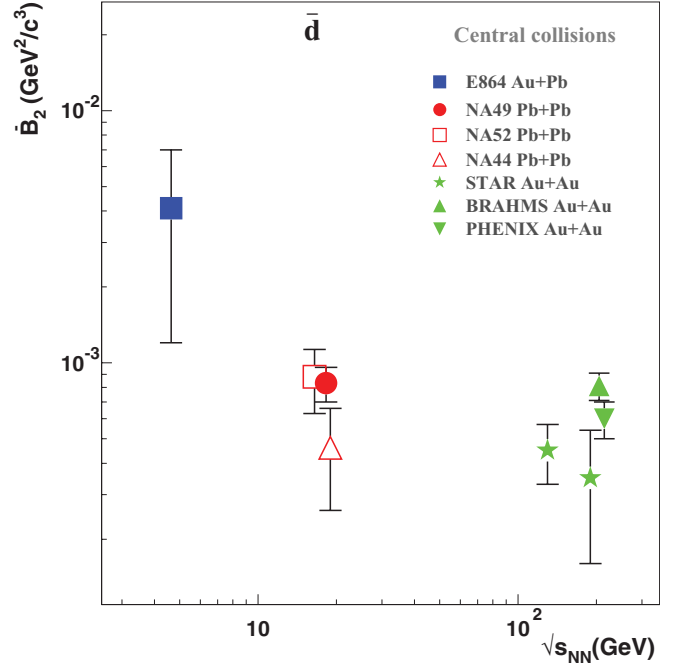 d̄
Central collisions
B̄₂ (GeV²/c³)
E864 Au+Pb
NA49 Pb+Pb
NA52 Pb+Pb
NA44 Pb+Pb
STAR Au+Au
BRAHMS Au+Au
PHENIX Au+Au
10⁻²
10⁻³
10
10²
√sNN(GeV)